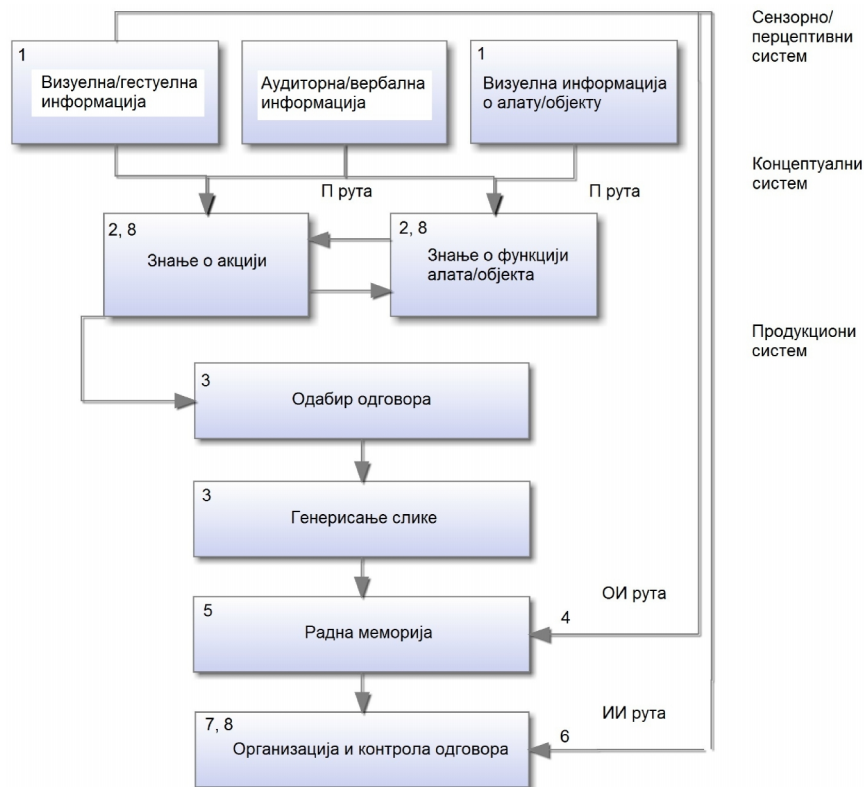 Сензорно/
перцептивни
систем
1
Визуелна/гестуелна
информација
Аудиторна/вербална
информација
1
Визуелна информација
о алату/објекту
Концептуални
систем
П рута
П рута
2, 8
Знање о акцији
2, 8
Знање о функцији
алата/објекта
Продукциони
систем
3
Одабир одговора
3
Генерисање слике
ОИ рута
4
5
Радна меморија
ИИ рута
6
7, 8
Организација и контрола одговора